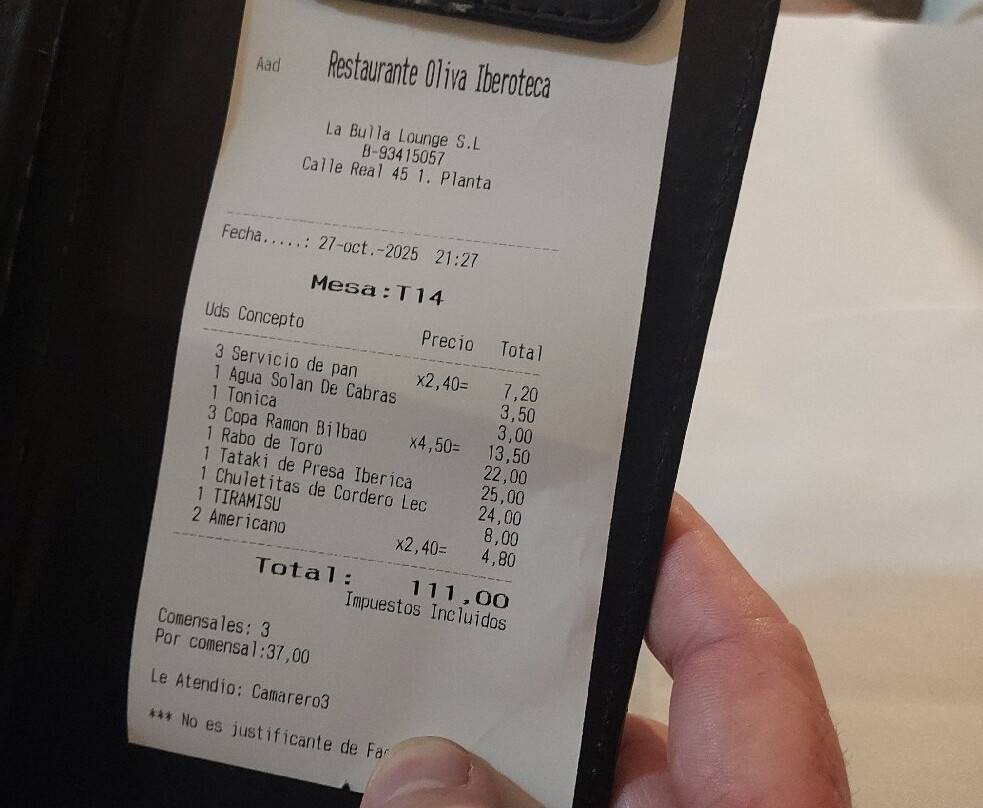 Aad Restaurante Oliva Iberoteca
La Bulla Lounge S.L
B-93415057
Calle Real 45 1. Planta
Fecha.....: 27-oct.-2025 21:27
Mesa:T14
Uds Concepto Precio Total
3 Servicio de pan x2,40= 7,20
1 Agua Solan De Cabras 3,50
1 Tonica 3,00
3 Copa Ramon Bilbao x4,50= 13,50
1 Rabo de Toro 22,00
1 Tataki de Presa Iberica 25,00
1 Chuletitas de Cordero Lec 24,00
1 TIRAMISU 8,00
2 Americano x2,40= 4,80
Total: 111,00
Impuestos Incluidos
Comensales: 3
Por comensal:37,00
Le Atendio: Camarero3
*** No es justificante de